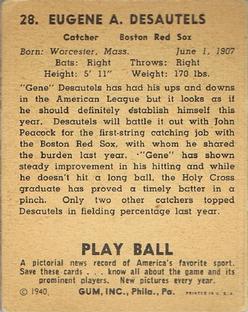 28. EUGENE A. DESAUTELS
Catcher Boston Red Sox
Born: Worcester, Mass. June 1, 1907
Bats: Right Throws: Right
Height: 5' 11" Weight: 170 lbs.
"Gene" Desautels has had his ups and downs
in the American League but it looks as if
he should definitely establish himself this
year. Desautels will battle it out with John
Peacock for the first-string catching job with
the Boston Red Sox, with whom he shared
the burden last year. "Gene" has shown
steady improvement in his hitting and while
he doesn't hit a long ball, the Holy Cross
graduate has proved a timely batter in a
pinch. Only two other catchers topped
Desautels in fielding percentage last year.
PLAY BALL
A pictorial news record of America's favorite sport.
Save these cards . . . know all about the game and its
prominent players. New pictures every year.
© 1940, GUM, INC., Phila., Pa. PRINTED IN U. S. A.